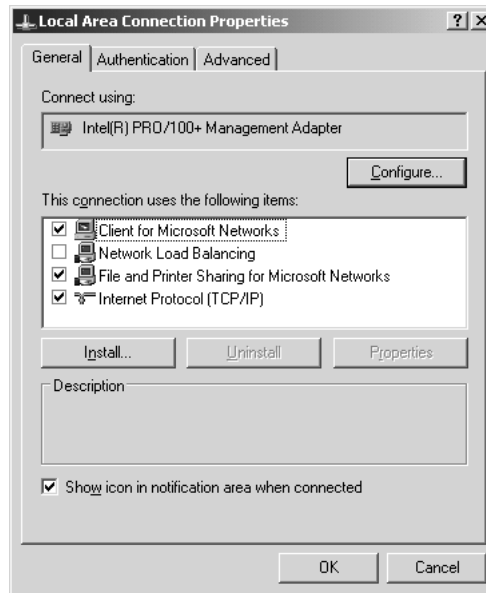 Local Area Connection Properties
General Authentication Advanced
Connect using:
Intel(R) PRO/100+ Management Adapter
Configure...
This connection uses the following items:
Client for Microsoft Networks
Network Load Balancing
File and Printer Sharing for Microsoft Networks
Internet Protocol (TCP/IP)
Install... Uninstall Properties
Description
Show icon in notification area when connected
OK Cancel